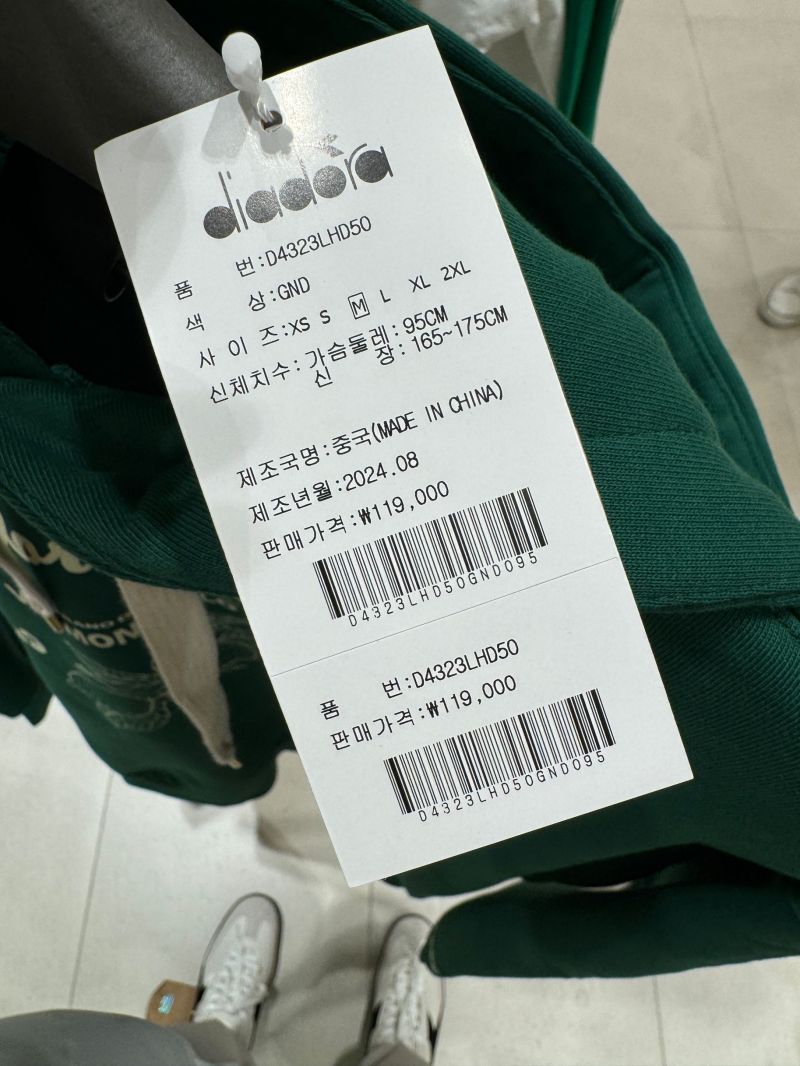 diadora
품 번:D4323LHD50
색 상:GND
사 이 즈:XS S M L XL 2XL
신체치수:가슴둘레:95CM
신 장:165~175CM
제조국명:중국(MADE IN CHINA)
제조년월:2024.08
판매가격:₩119,000
D4323LHD50GND095
품 번:D4323LHD50
판매가격:₩119,000
D4323LHD50GND095